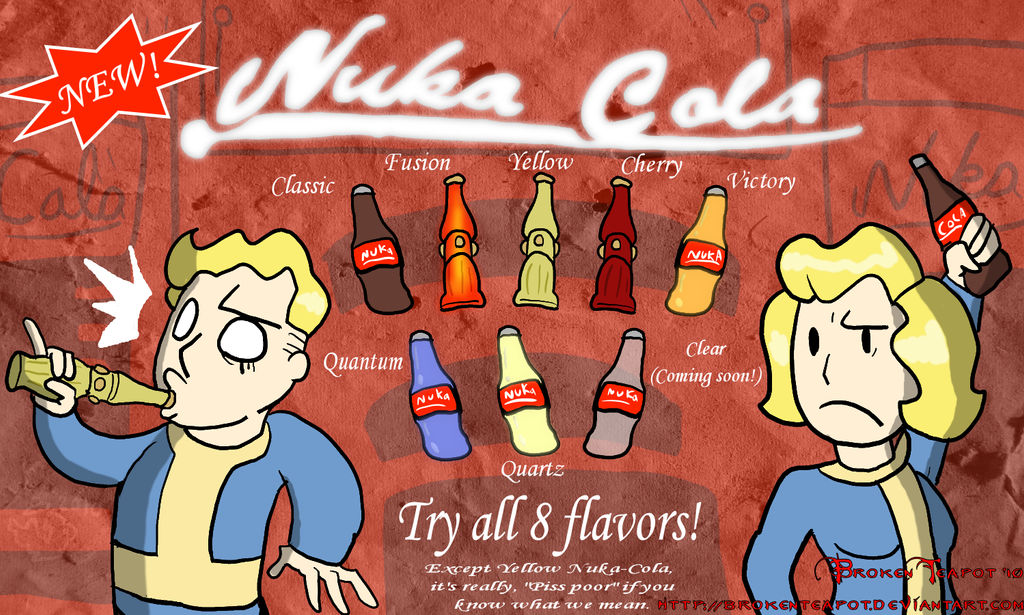 NEW!
Nuka Cola
Fusion Yellow Cherry
Classic Victory
Cola
Nuka
COLA
NUKA
NUKA
Quantum
Clear
(Coming soon!)
NUKA
NUKA
NUKA
Quartz
Try all 8 flavors!
Except Yellow Nuka-Cola,
it's really, "Piss poor" if you
know what we mean.
Broken Teapot '10
http://brokenteapot.deviantart.com